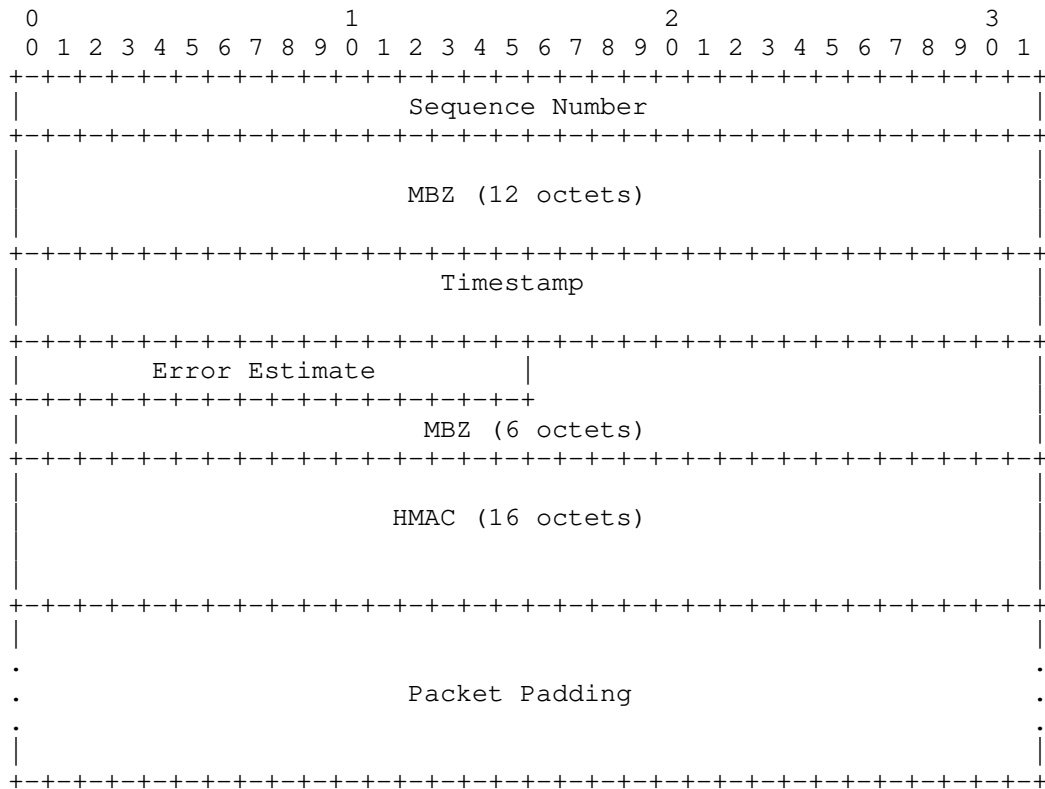 0                   1                   2                   3
 0 1 2 3 4 5 6 7 8 9 0 1 2 3 4 5 6 7 8 9 0 1 2 3 4 5 6 7 8 9 0 1
+-+-+-+-+-+-+-+-+-+-+-+-+-+-+-+-+-+-+-+-+-+-+-+-+-+-+-+-+-+-+-+-+
|                        Sequence Number                        |
+-+-+-+-+-+-+-+-+-+-+-+-+-+-+-+-+-+-+-+-+-+-+-+-+-+-+-+-+-+-+-+-+
|                                                               |
|                        MBZ (12 octets)                        |
|                                                               |
+-+-+-+-+-+-+-+-+-+-+-+-+-+-+-+-+-+-+-+-+-+-+-+-+-+-+-+-+-+-+-+-+
|                          Timestamp                            |
|                                                               |
+-+-+-+-+-+-+-+-+-+-+-+-+-+-+-+-+-+-+-+-+-+-+-+-+-+-+-+-+-+-+-+-+
|        Error Estimate         |                               |
+-+-+-+-+-+-+-+-+-+-+-+-+-+-+-+-+                               |
|                         MBZ (6 octets)                        |
+-+-+-+-+-+-+-+-+-+-+-+-+-+-+-+-+-+-+-+-+-+-+-+-+-+-+-+-+-+-+-+-+
|                                                               |
|                       HMAC (16 octets)                        |
|                                                               |
|                                                               |
+-+-+-+-+-+-+-+-+-+-+-+-+-+-+-+-+-+-+-+-+-+-+-+-+-+-+-+-+-+-+-+-+
|                                                               |
.                                                               .
.                        Packet Padding                         .
.                                                               .
|                                                               |
+-+-+-+-+-+-+-+-+-+-+-+-+-+-+-+-+-+-+-+-+-+-+-+-+-+-+-+-+-+-+-+-+